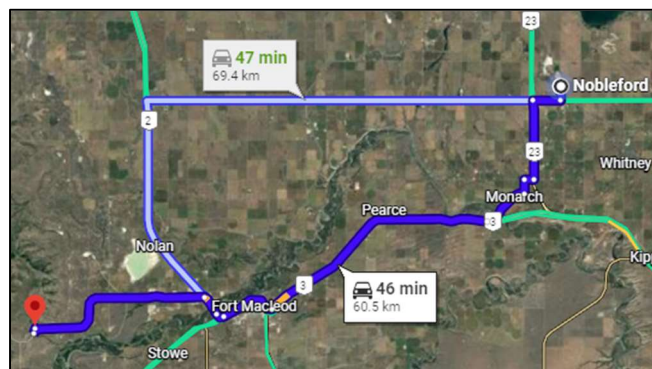 23
47 min
69.4 km
Nobleford
2
23
Whitney
Monarch
Pearce
3
Nolan
Kipp
3
46 min
60.5 km
Fort Macleod
Stowe